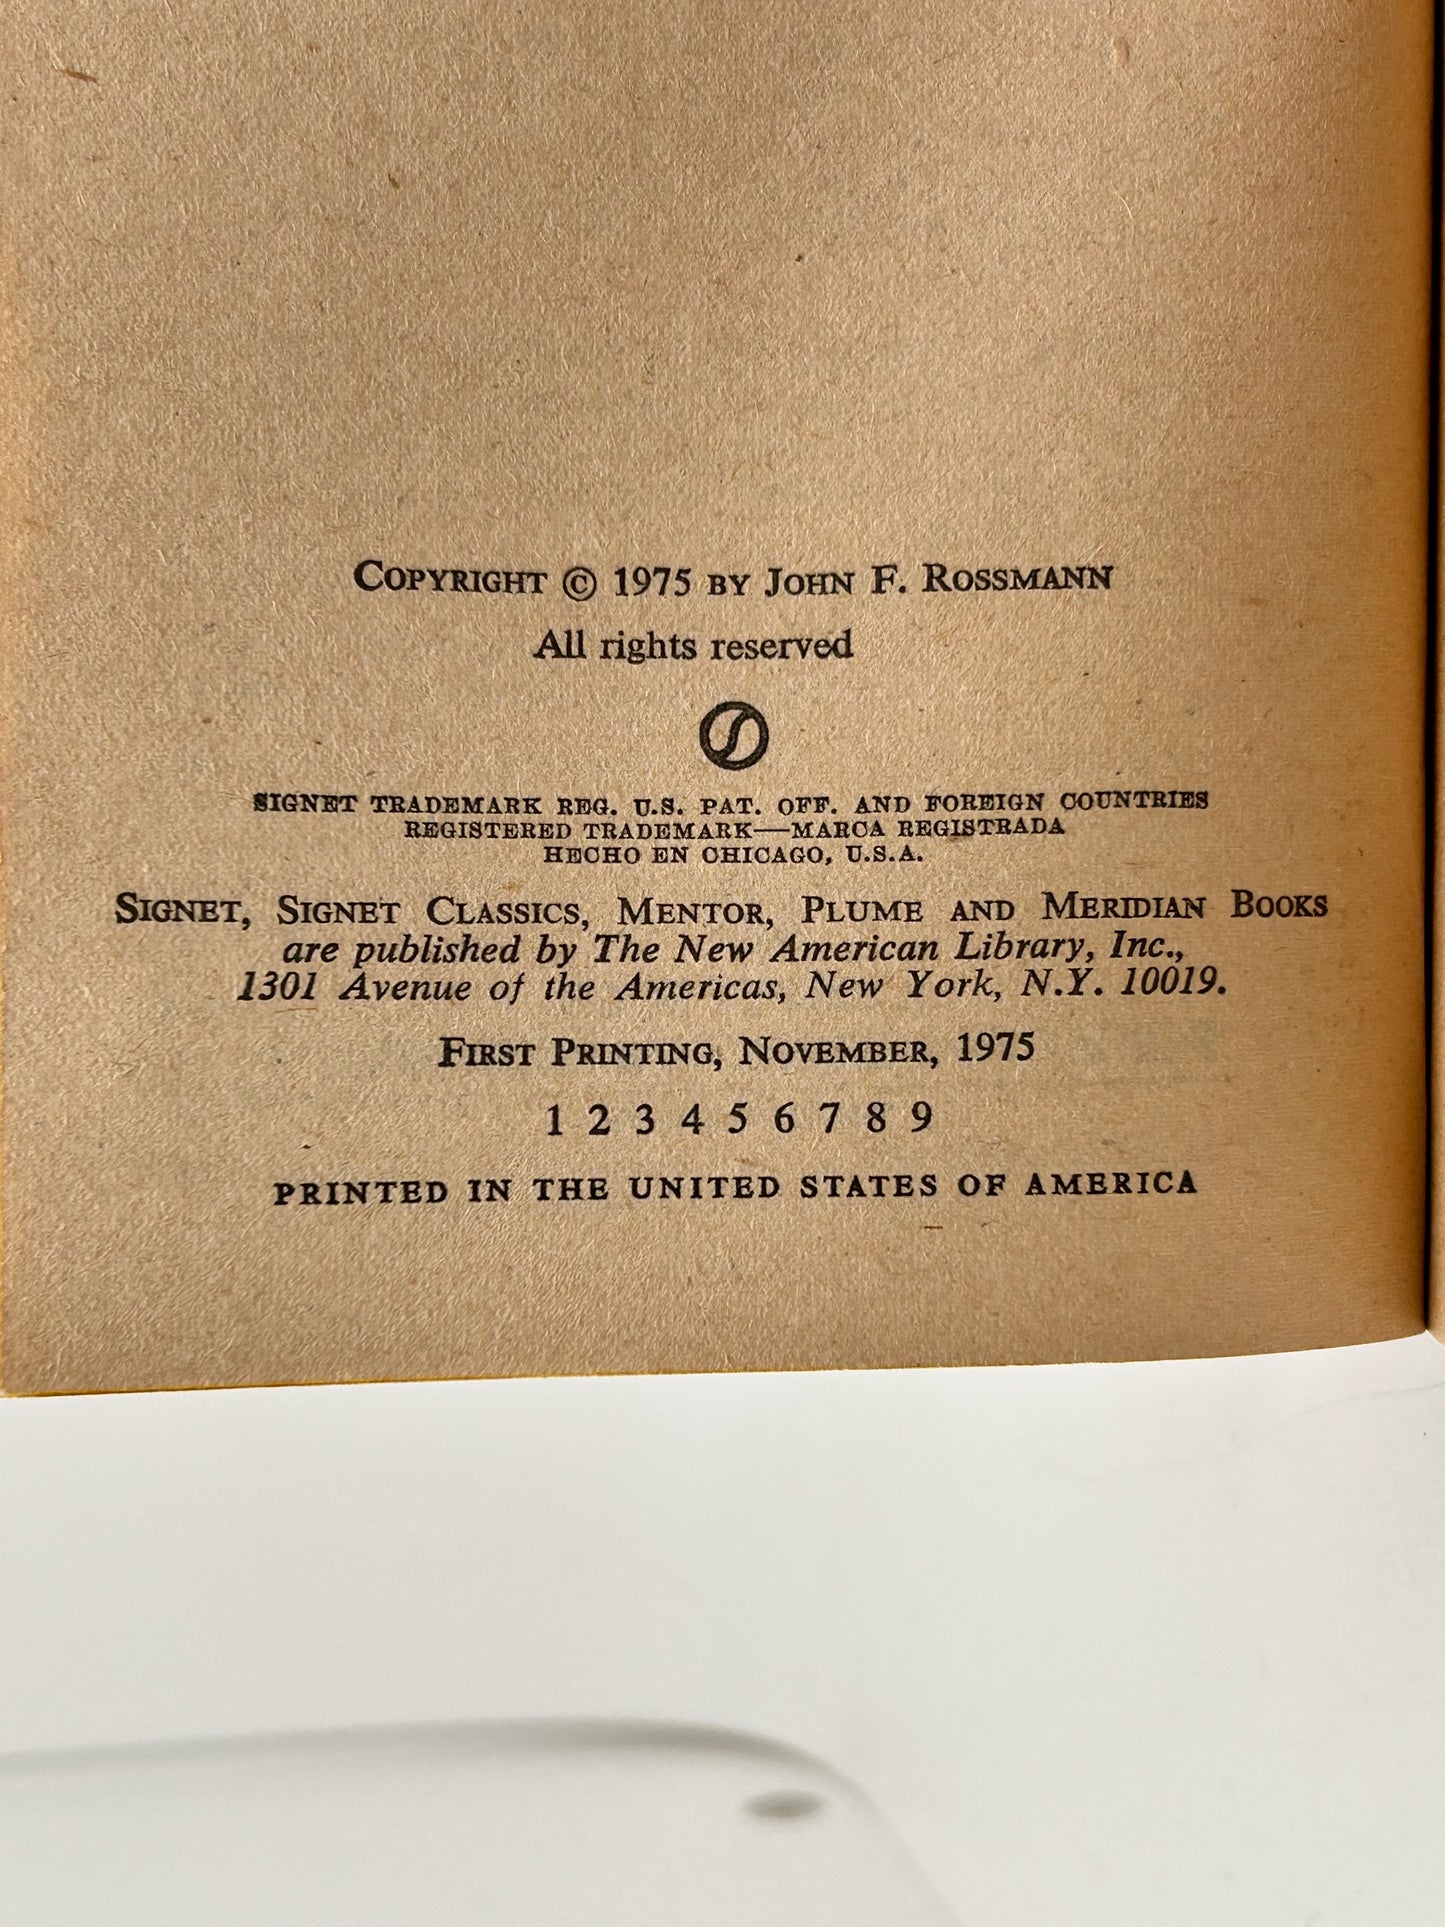 COPYRIGHT © 1975 BY JOHN F. ROSSMANN
All rights reserved
SIGNET TRADEMARK REG. U.S. PAT. OFF. AND FOREIGN COUNTRIES
REGISTERED TRADEMARK—MARCA REGISTRADA
HECHO EN CHICAGO, U.S.A.
SIGNET, SIGNET CLASSICS, MENTOR, PLUME AND MERIDIAN BOOKS
are published by The New American Library, Inc.,
1301 Avenue of the Americas, New York, N.Y. 10019.
FIRST PRINTING, NOVEMBER, 1975
1 2 3 4 5 6 7 8 9
PRINTED IN THE UNITED STATES OF AMERICA